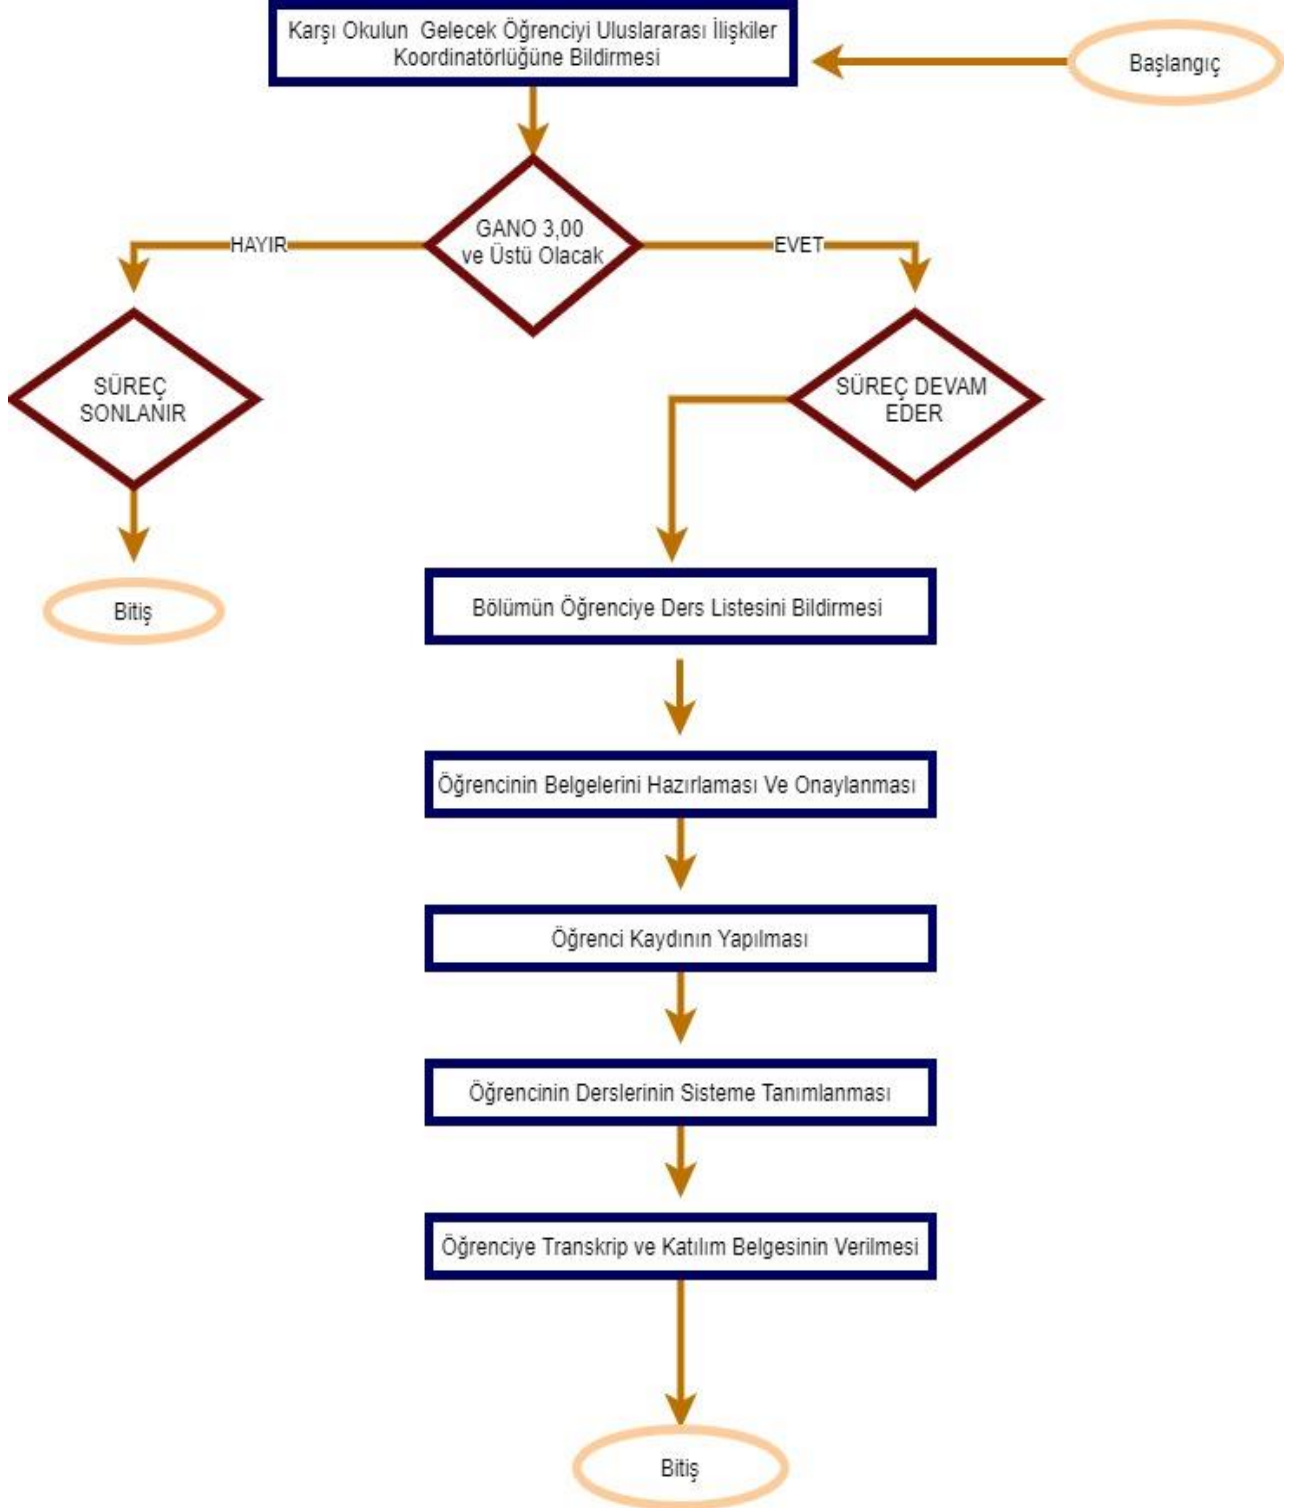 Karşı Okulun Gelecek Öğrenciyi Uluslararası İlişkiler
Koordinatörlüğüne Bildirmesi
Başlangıç
GANO 3,00
ve Üstü Olacak
HAYIR
EVET
SÜREÇ
SONLANIR
SÜREÇ DEVAM
EDER
Bitiş
Bölümün Öğrenciye Ders Listesini Bildirmesi
Öğrencinin Belgelerini Hazırlaması Ve Onaylanması
Öğrenci Kaydının Yapılması
Öğrencinin Derslerinin Sisteme Tanımlanması
Öğrenciye Transkrip ve Katılım Belgesinin Verilmesi
Bitiş